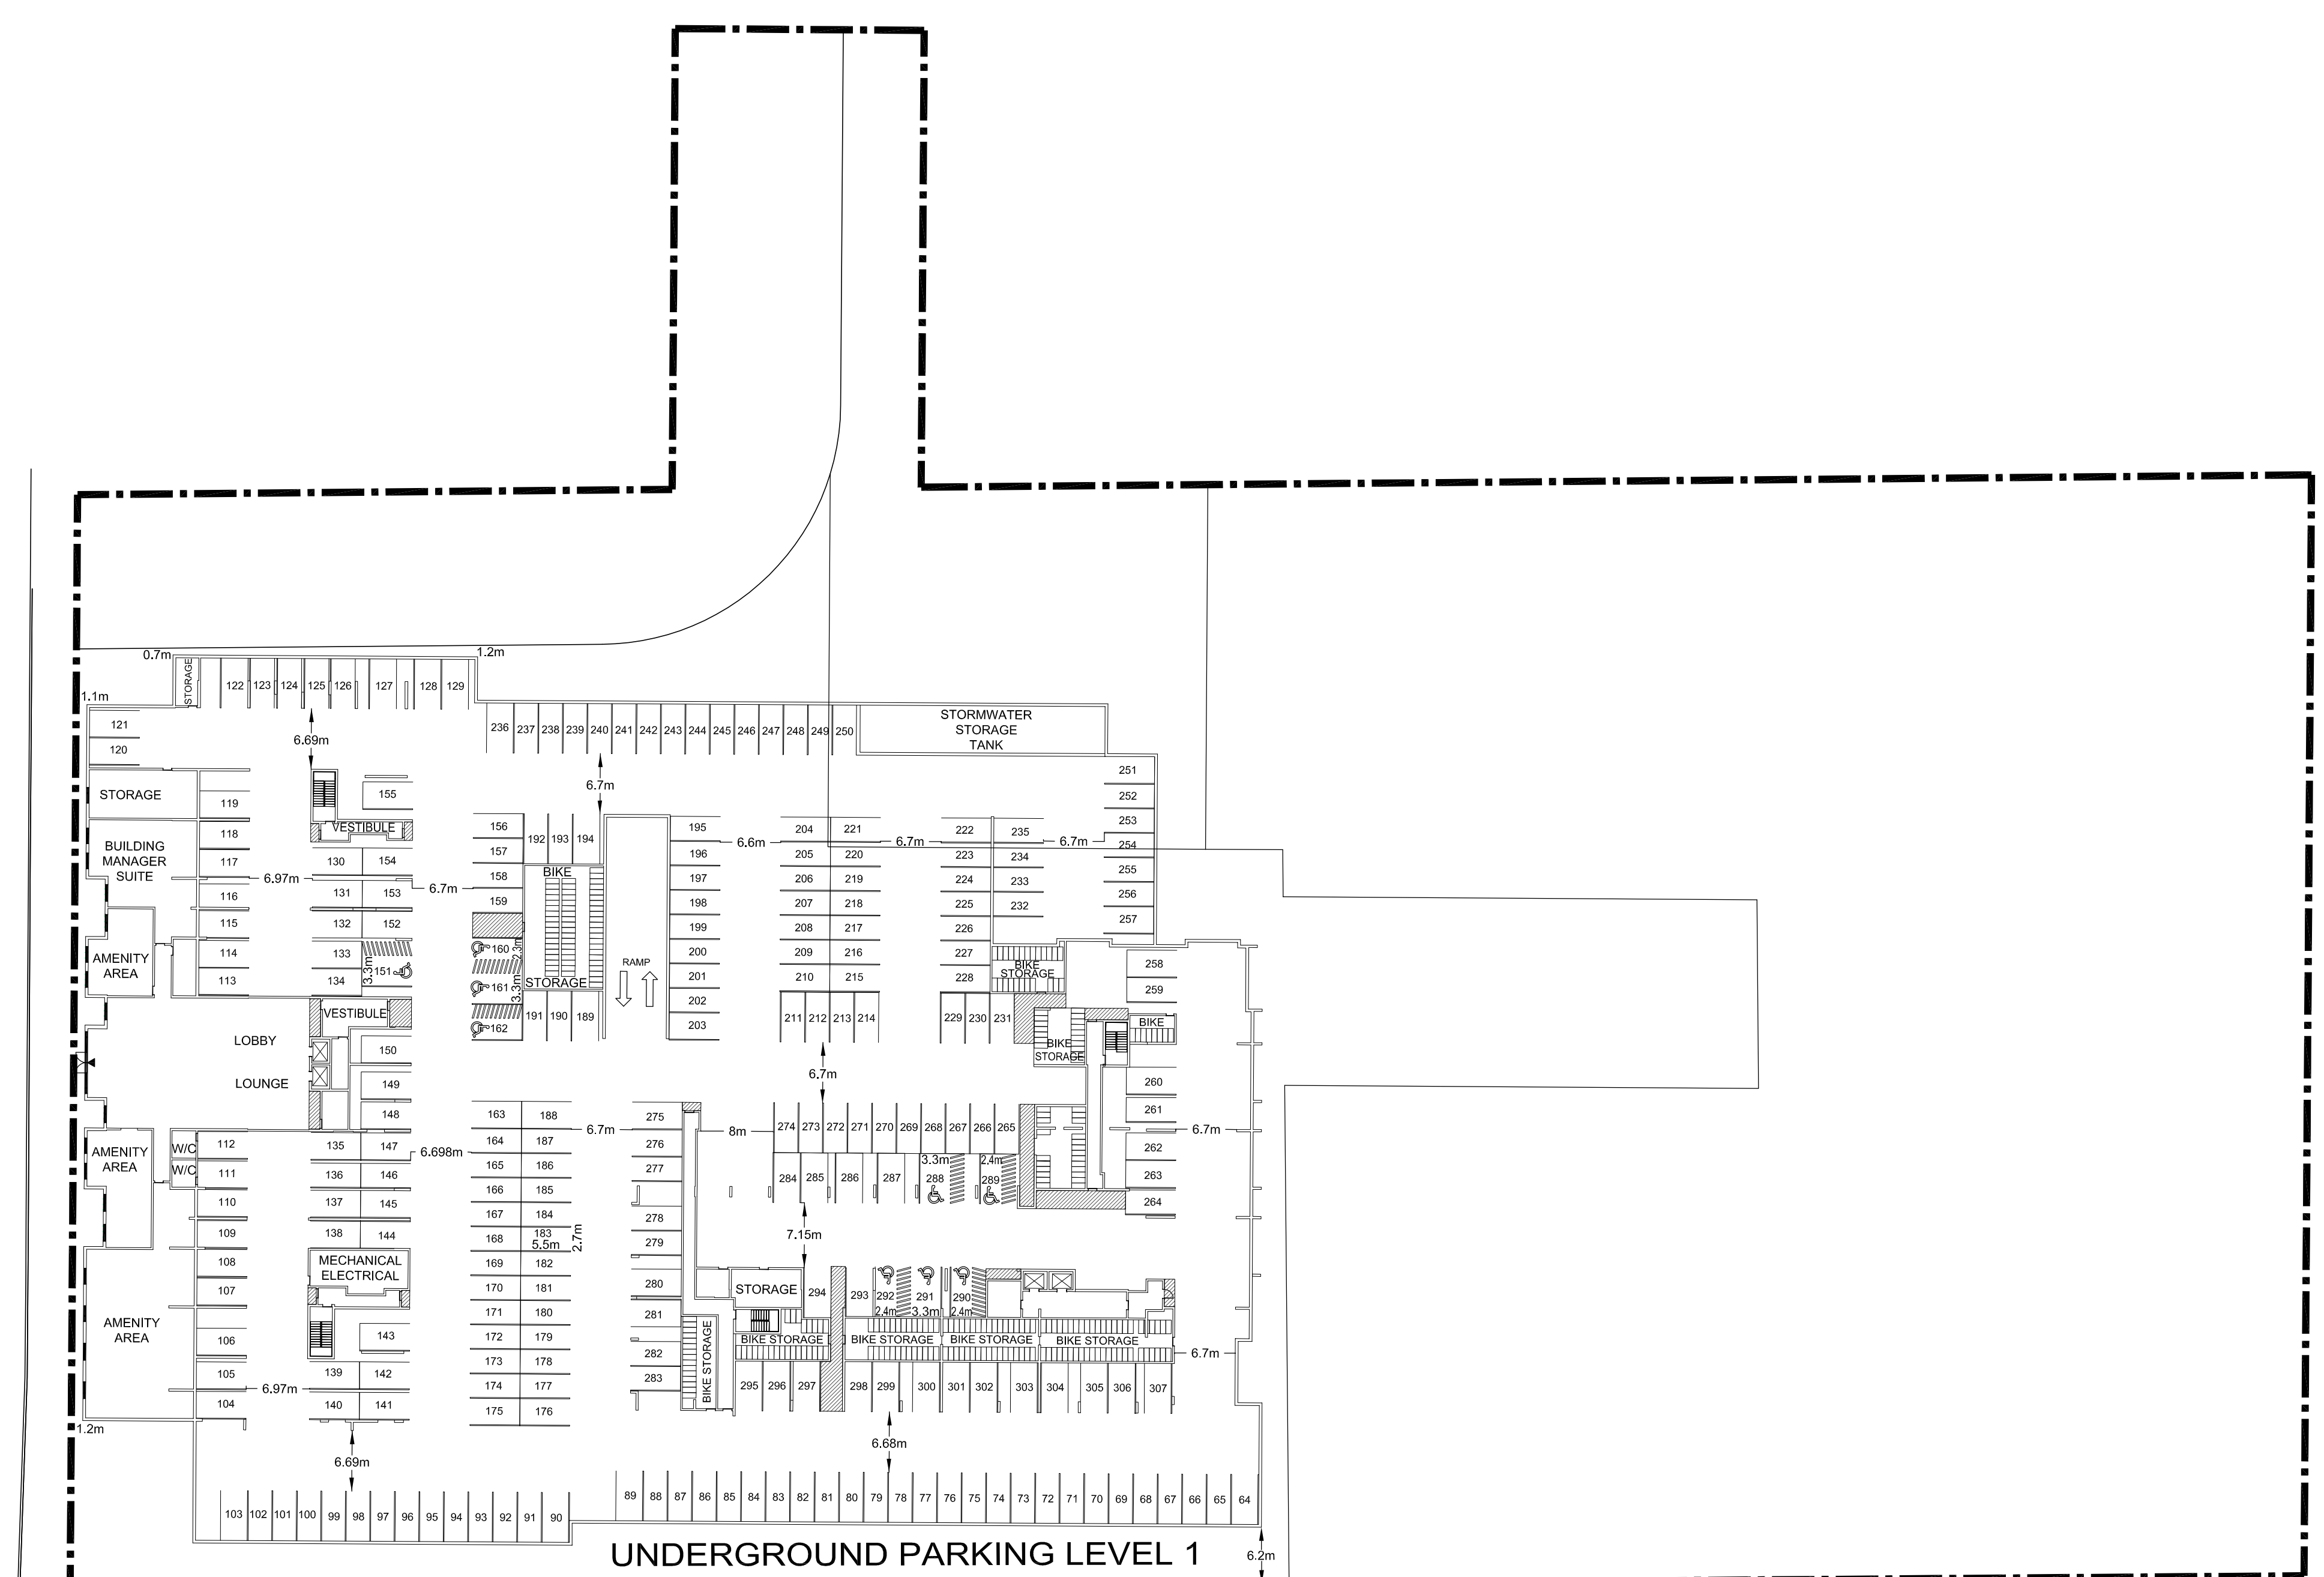 0.7m
1.2m
STORAGE
122 123 124 125 126 127 128 129
1.1m
121
120
6.69m
236 237 238 239 240 241 242 243 244 245 246 247 248 249 250
STORMWATER
STORAGE
TANK
6.7m
251
252
253
254
255
256
257
STORAGE
119
155
VESTIBULE
118
117
116
115
114
113
BUILDING
MANAGER
SUITE
6.97m
130 154
131 153
132 152
133
134
3.3m
151
6.7m
156
157
158
159
160
161
162
2.3m
3.3m
192 193 194
BIKE
STORAGE
191 190 189
RAMP
195
196
197
198
199
200
201
202
203
6.6m
204 221
205 220
206 219
207 218
208 217
209 216
210 215
211 212 213 214
6.7m
222
223
224
225
226
227
228
229 230 231
235
234
233
232
6.7m
BIKE
STORAGE
258
259
BIKE
BIKE
STORAGE
AMENITY
AREA
LOBBY
LOUNGE
VESTIBULE
150
149
148
6.7m
260
261
262
263
264
6.7m
AMENITY
AREA
W/C
W/C
112
111
110
109
108
107
106
105
104
135 147
136 146
137 145
138 144
6.698m
MECHANICAL
ELECTRICAL
143
139 142
140 141
6.97m
AMENITY
AREA
1.2m
163 188
164 187
165 186
166 185
167 184
168 183
5.5m
2.7m
169 182
170 181
171 180
172 179
173 178
174 177
175 176
6.7m
275
276
277
278
279
280
281
282
283
8m
274 273 272 271 270 269 268 267 266 265
284 285 286 287 288 289
3.3m
2.4m
7.15m
STORAGE
294 293 292 291 290
2.4m 3.3m 2.4m
BIKE STORAGE
BIKE STORAGE
BIKE STORAGE
BIKE STORAGE
BIKE STORAGE
6.7m
295 296 297 298 299 300 301 302 303 304 305 306 307
6.69m
6.68m
103 102 101 100 99 98 97 96 95 94 93 92 91 90
89 88 87 86 85 84 83 82 81 80 79 78 77 76 75 74 73 72 71 70 69 68 67 66 65 64
UNDERGROUND PARKING LEVEL 1
6.2m